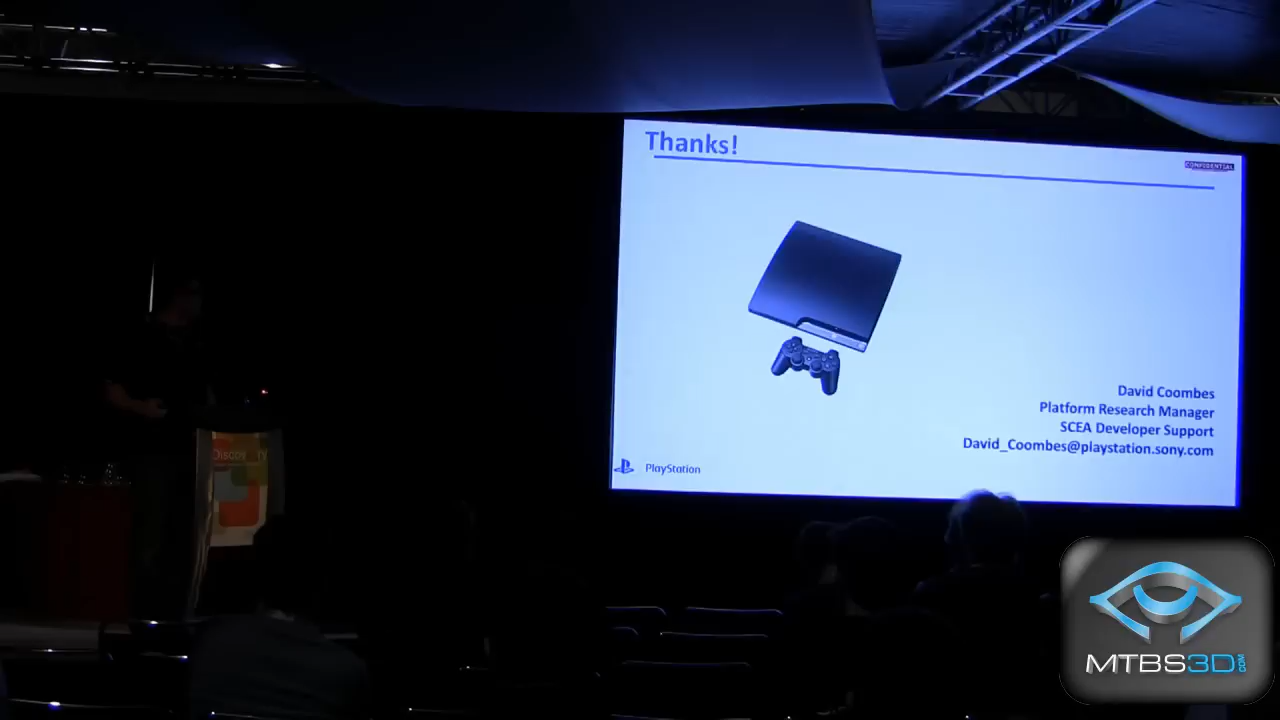 Thanks!
CONFIDENTIAL
David Coombes
Platform Research Manager
SCEA Developer Support
David_Coombes@playstation.sony.com
PlayStation
MTBS3D.COM